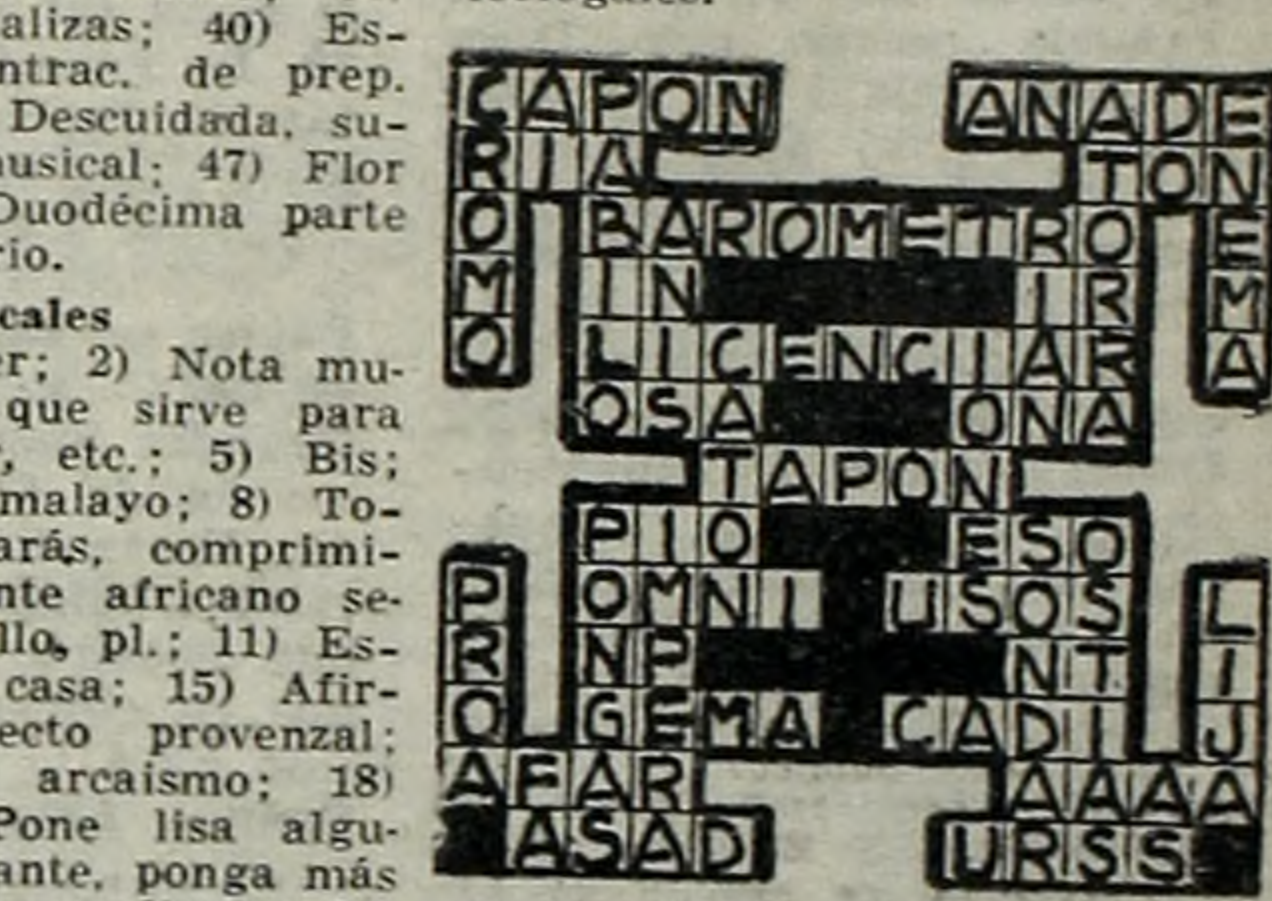 alizas; 40) Es-
ntrac. de prep.
Descuidada, su-
usical; 47) Flor
Duodécima parte
rio.
cales
er; 2) Nota mu-
que sirve para
, etc.; 5) Bis;
malayo; 8) To-
arás, comprimi-
nte africano se-
llo, pl.; 11) Es-
casa; 15) Afir-
ecto provenzal;
arcaísmo; 18)
Pone lisa algu-
ante, ponga más
CAPON ANADE
RIA TON
O BAROMETRO E
M IN IR M
O LICENCIAR A
OSA ONA
TAPON
PIO ESO
P OMNI USOS L
R NP NT I
O GEMA CADI J
AFAR AAAA
ASAD URSS